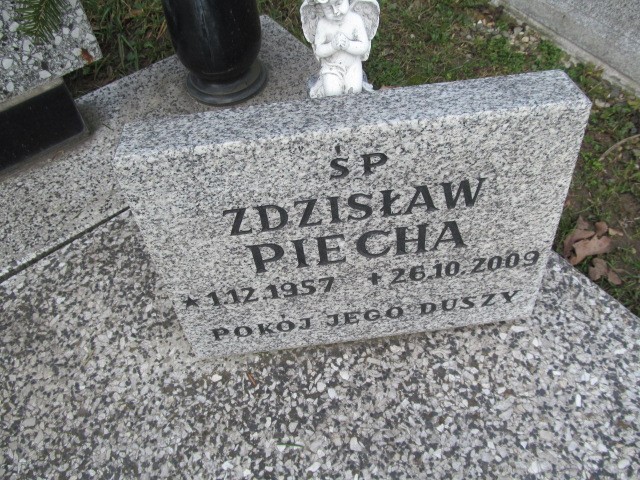 ŚP
ZDZISŁAW
PIECHA
★ 1.12.1957 ✝ 26.10.2009
POKÓJ JEGO DUSZY